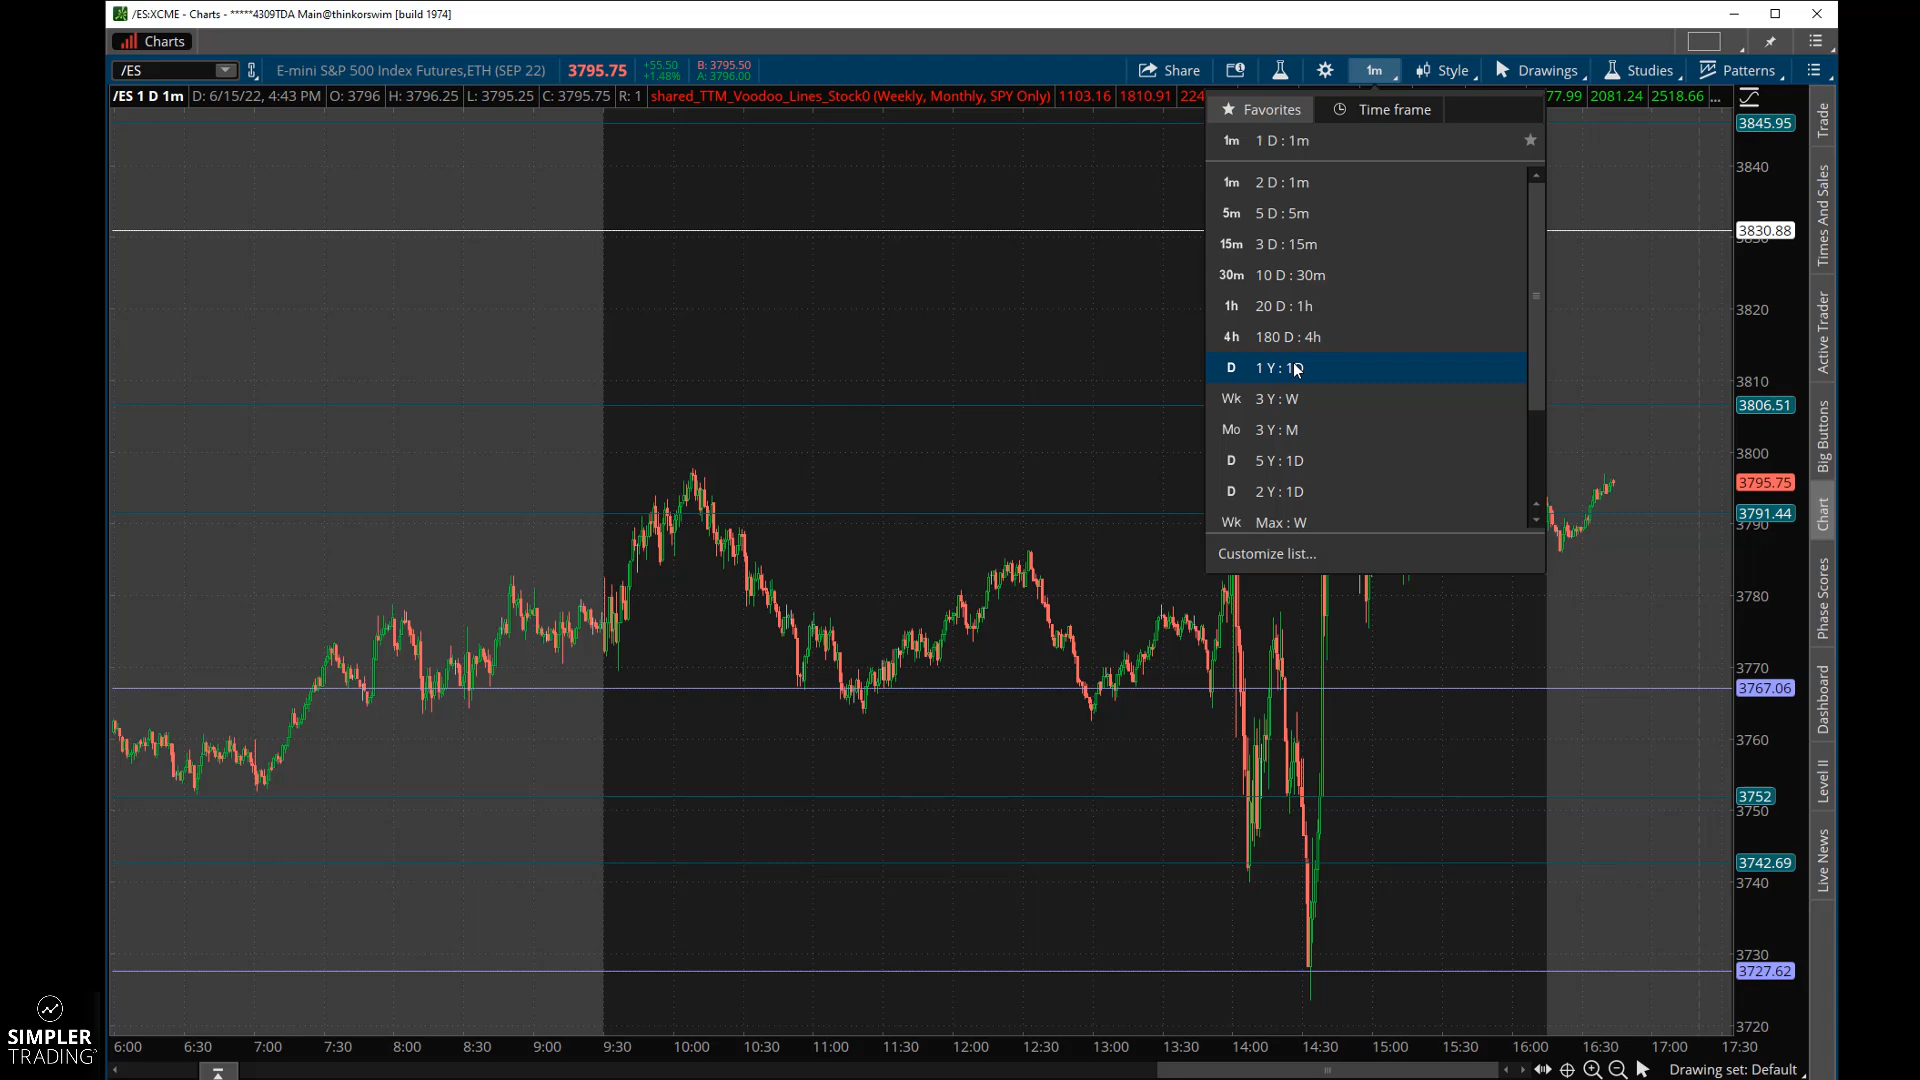 /ES:XCME - Charts - *****4309TDA Main@thinkorswim [build 1974]
Charts
/ES E-mini S&P 500 Index Futures,ETH (SEP 22) 3795.75 +55.50 +1.48% B: 3795.50 A: 3796.00 Share 1m Style Drawings Studies Patterns
/ES 1 D 1m D: 6/15/22, 4:43 PM O: 3796 H: 3796.25 L: 3795.25 C: 3795.75 R: 1 shared_TTM_Voodoo_Lines_Stock0 (Weekly, Monthly, SPY Only) 1103.16 1810.91 224 77.99 2081.24 2518.66 ...
Favorites Time frame
1m 1 D : 1m
1m 2 D : 1m
5m 5 D : 5m
15m 3 D : 15m
30m 10 D : 30m
1h 20 D : 1h
4h 180 D : 4h
D 1 Y : 1D
Wk 3 Y : W
Mo 3 Y : M
D 5 Y : 1D
D 2 Y : 1D
Wk Max : W
Customize list...
3845.95
3840
3830.88
3820
3810
3806.51
3800
3795.75
3791.44
3790
3780
3770
3767.06
3760
3752
3750
3742.69
3740
3730
3727.62
3720
Trade
Times And Sales
Active Trader
Big Buttons
Chart
Phase Scores
Dashboard
Level II
Live News
6:00 6:30 7:00 7:30 8:00 8:30 9:00 9:30 10:00 10:30 11:00 11:30 12:00 12:30 13:00 13:30 14:00 14:30 15:00 15:30 16:00 16:30 17:00 17:30
Drawing set: Default
SIMPLER
TRADING